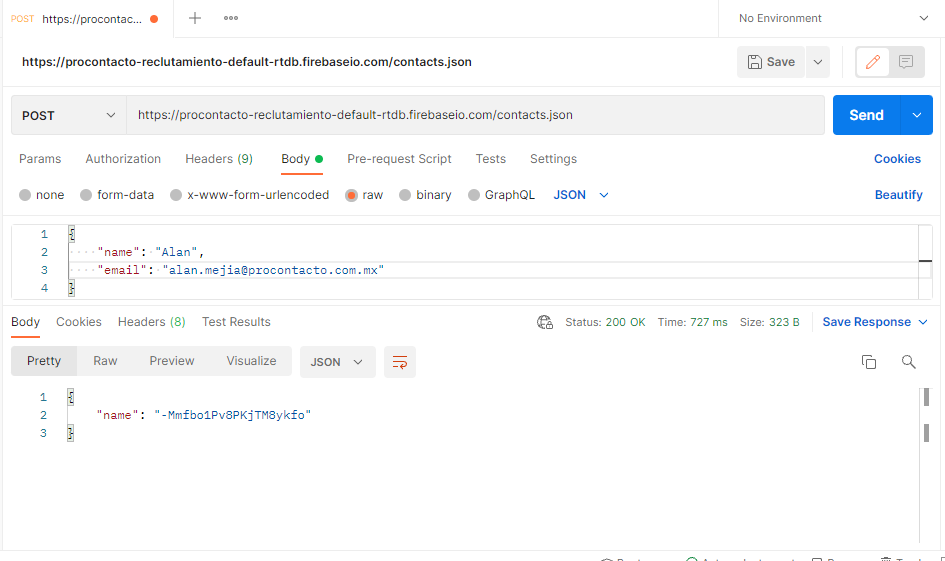 POST https://procontac... No Environment
https://procontacto-reclutamiento-default-rtdb.firebaseio.com/contacts.json Save
POST https://procontacto-reclutamiento-default-rtdb.firebaseio.com/contacts.json Send
Params Authorization Headers (9) Body Pre-request Script Tests Settings Cookies
none form-data x-www-form-urlencoded raw binary GraphQL JSON Beautify
1 {
2 "name": "Alan",
3 "email": "alan.mejia@procontacto.com.mx"
4 }
Body Cookies Headers (8) Test Results Status: 200 OK Time: 727 ms Size: 323 B Save Response
Pretty Raw Preview Visualize JSON
1 {
2 "name": "-Mmfbo1Pv8PKjTM8ykfo"
3 }